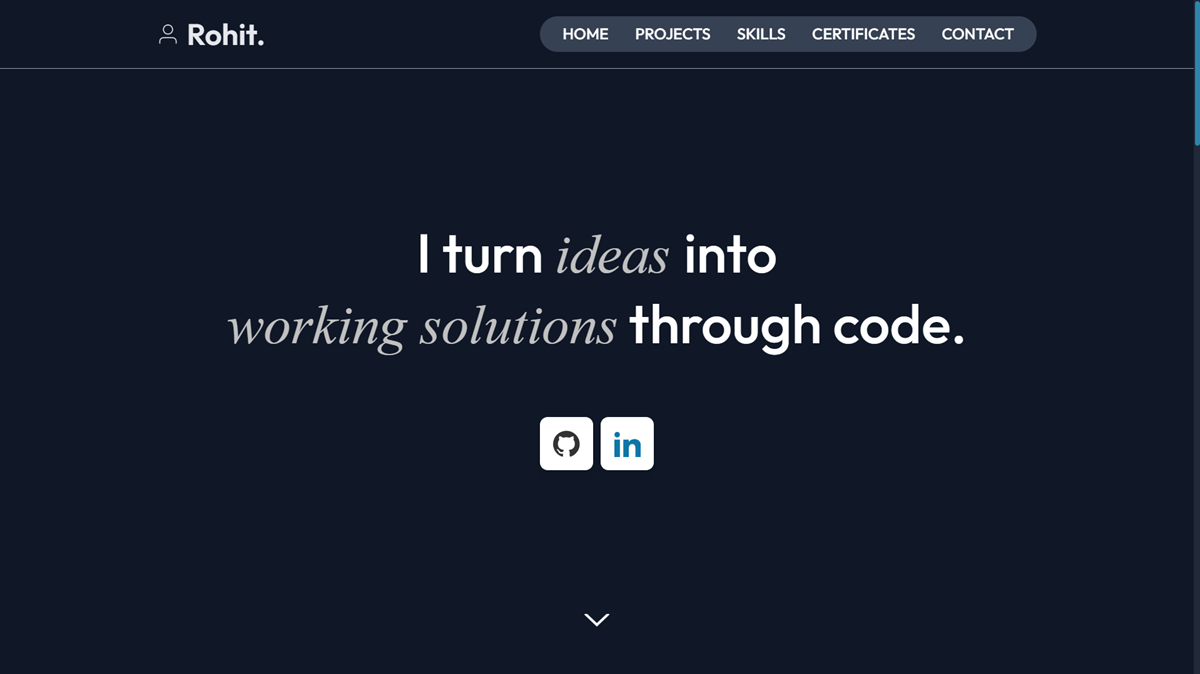 Rohit.
HOME PROJECTS SKILLS CERTIFICATES CONTACT
I turn ideas into
working solutions through code.
in